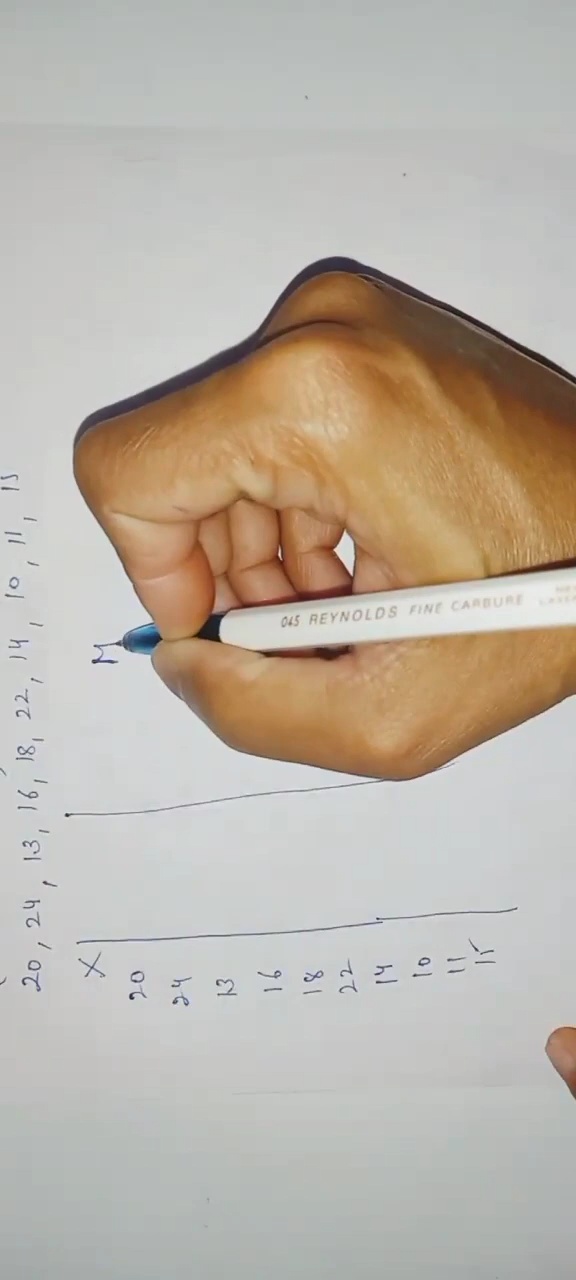 20, 24, 13, 16, 18, 22, 14, 10, 11, 15
X
20
24
13
16
18
22
14
10
11
15
M
045 REYNOLDS FINE CARBURE